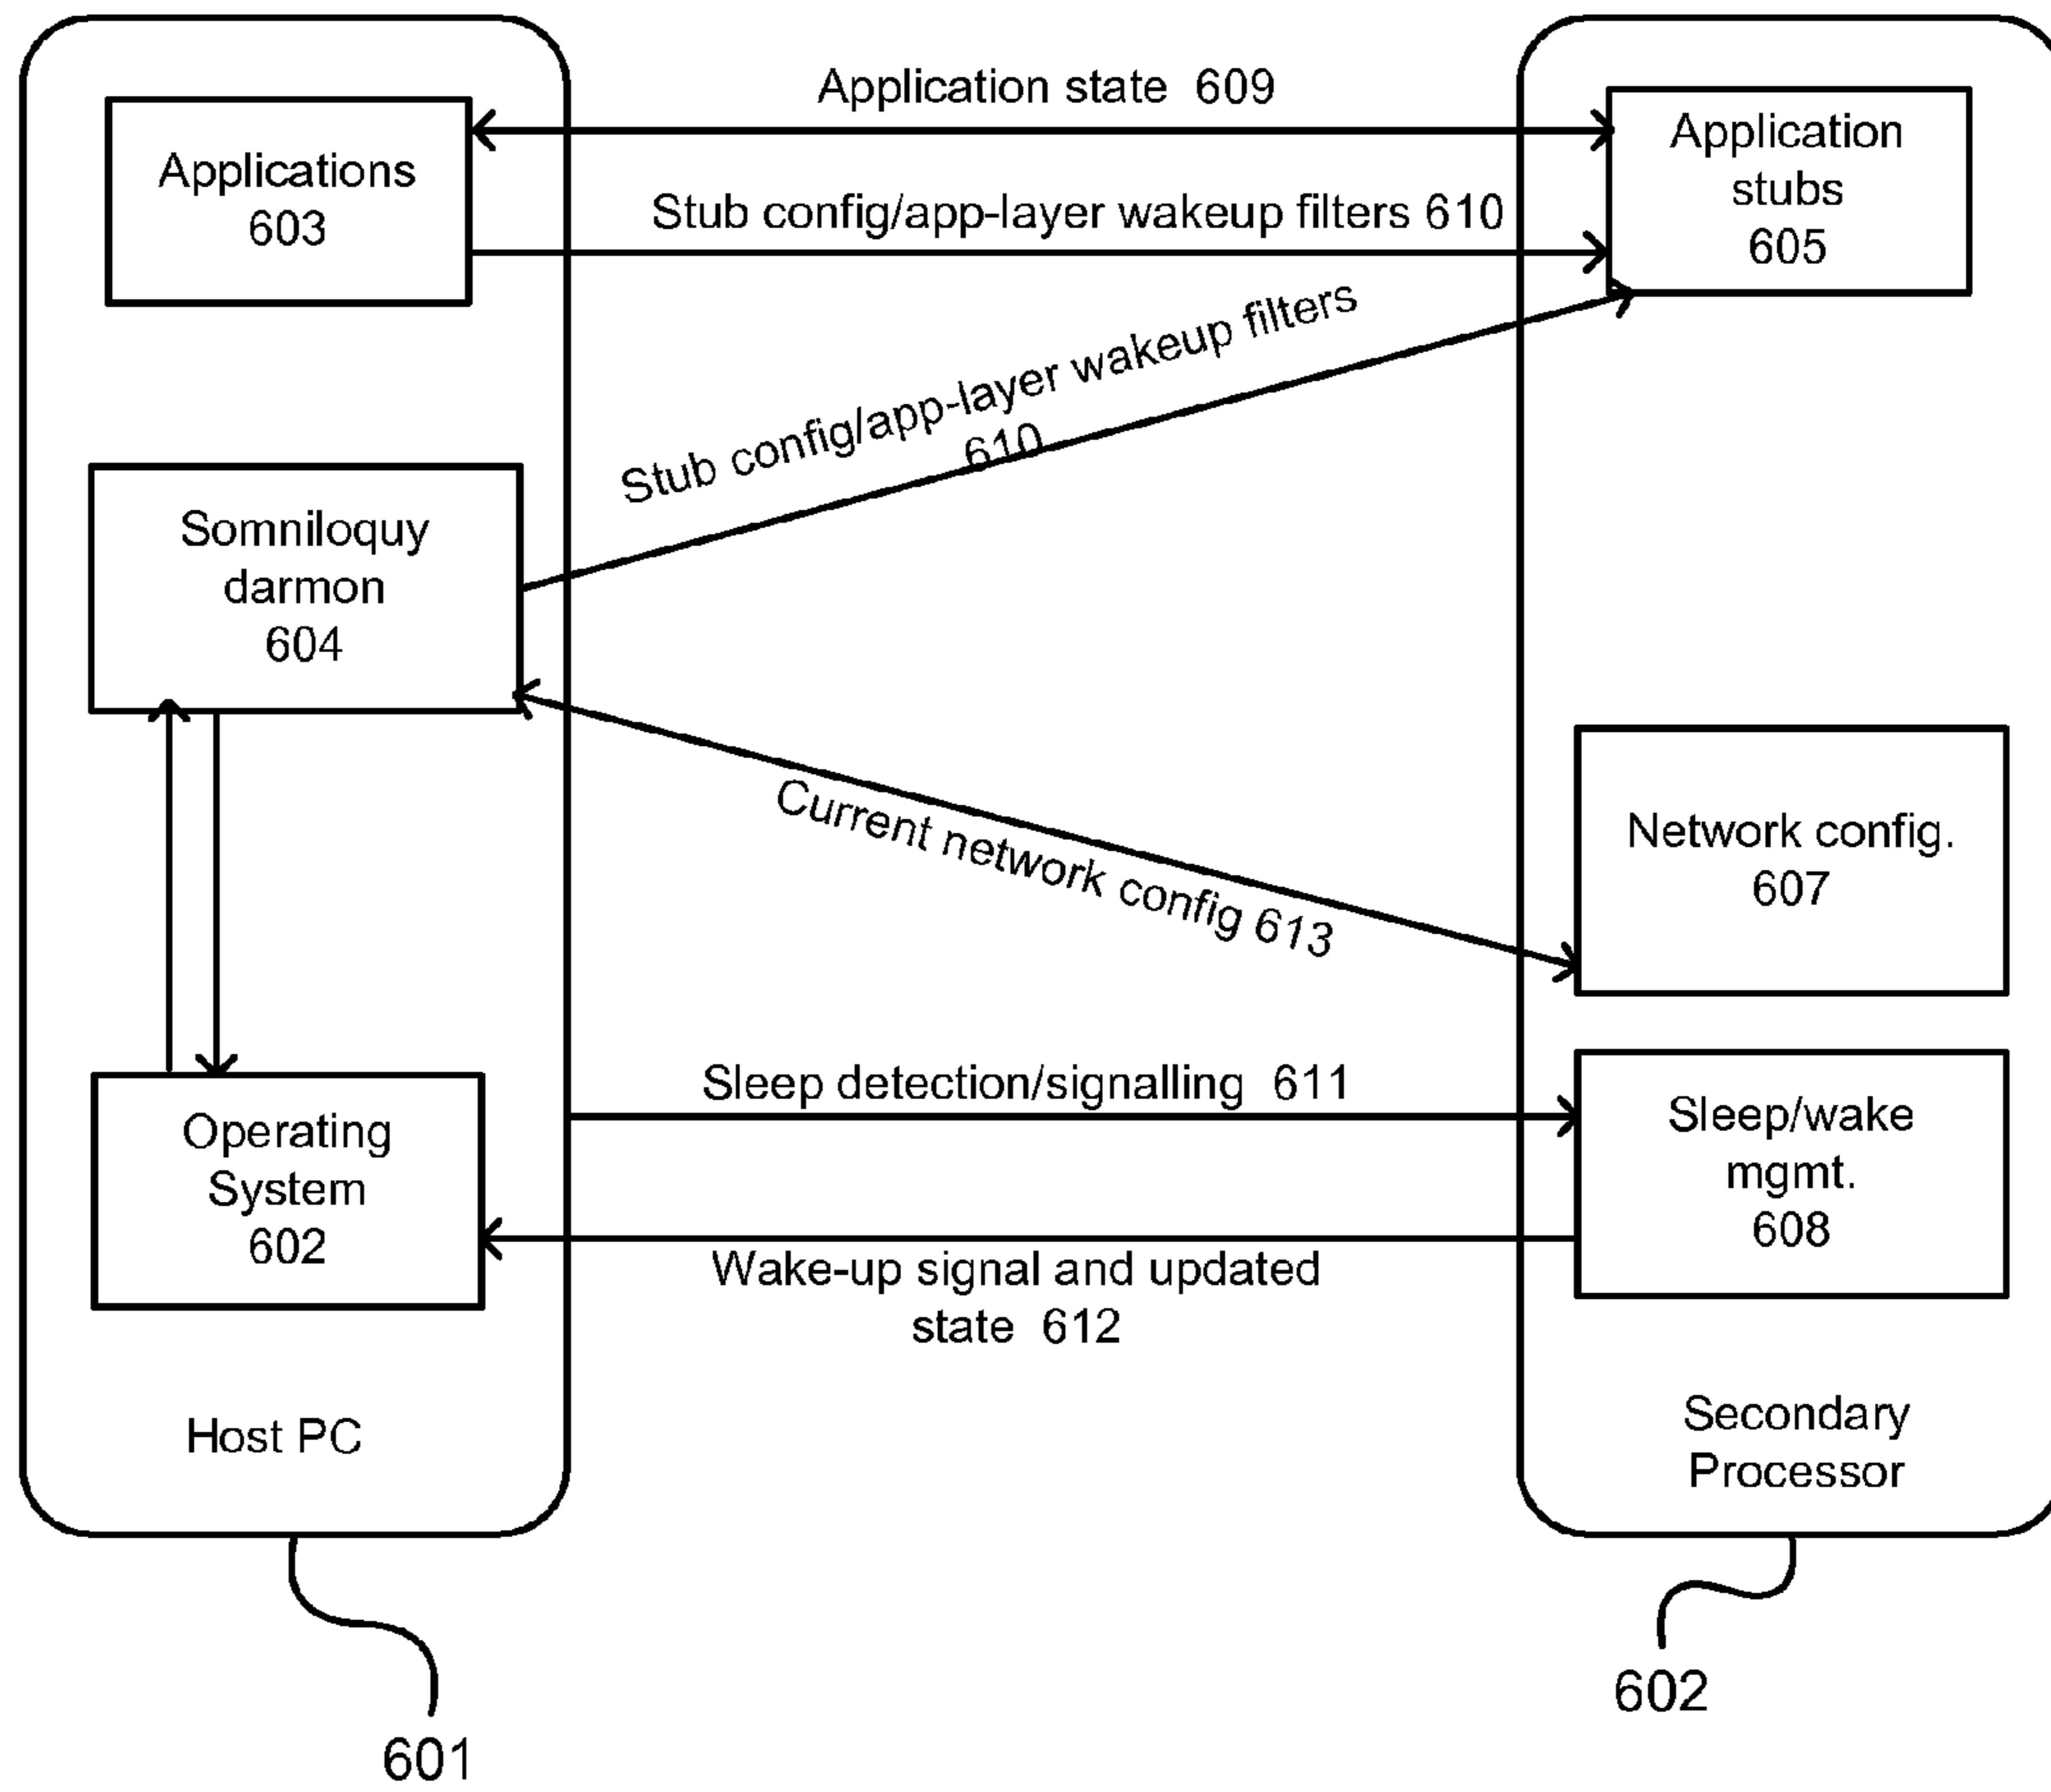 Application state 609
Applications
603
Application
stubs
605
Stub config/app-layer wakeup filters 610
Stub config/app-layer wakeup filters
610
Somniloquy
darmon
604
Current network config 613
Network config.
607
Sleep detection/signalling 611
Operating
System
602
Sleep/wake
mgmt.
608
Wake-up signal and updated
state 612
Host PC
Secondary
Processor
601
602